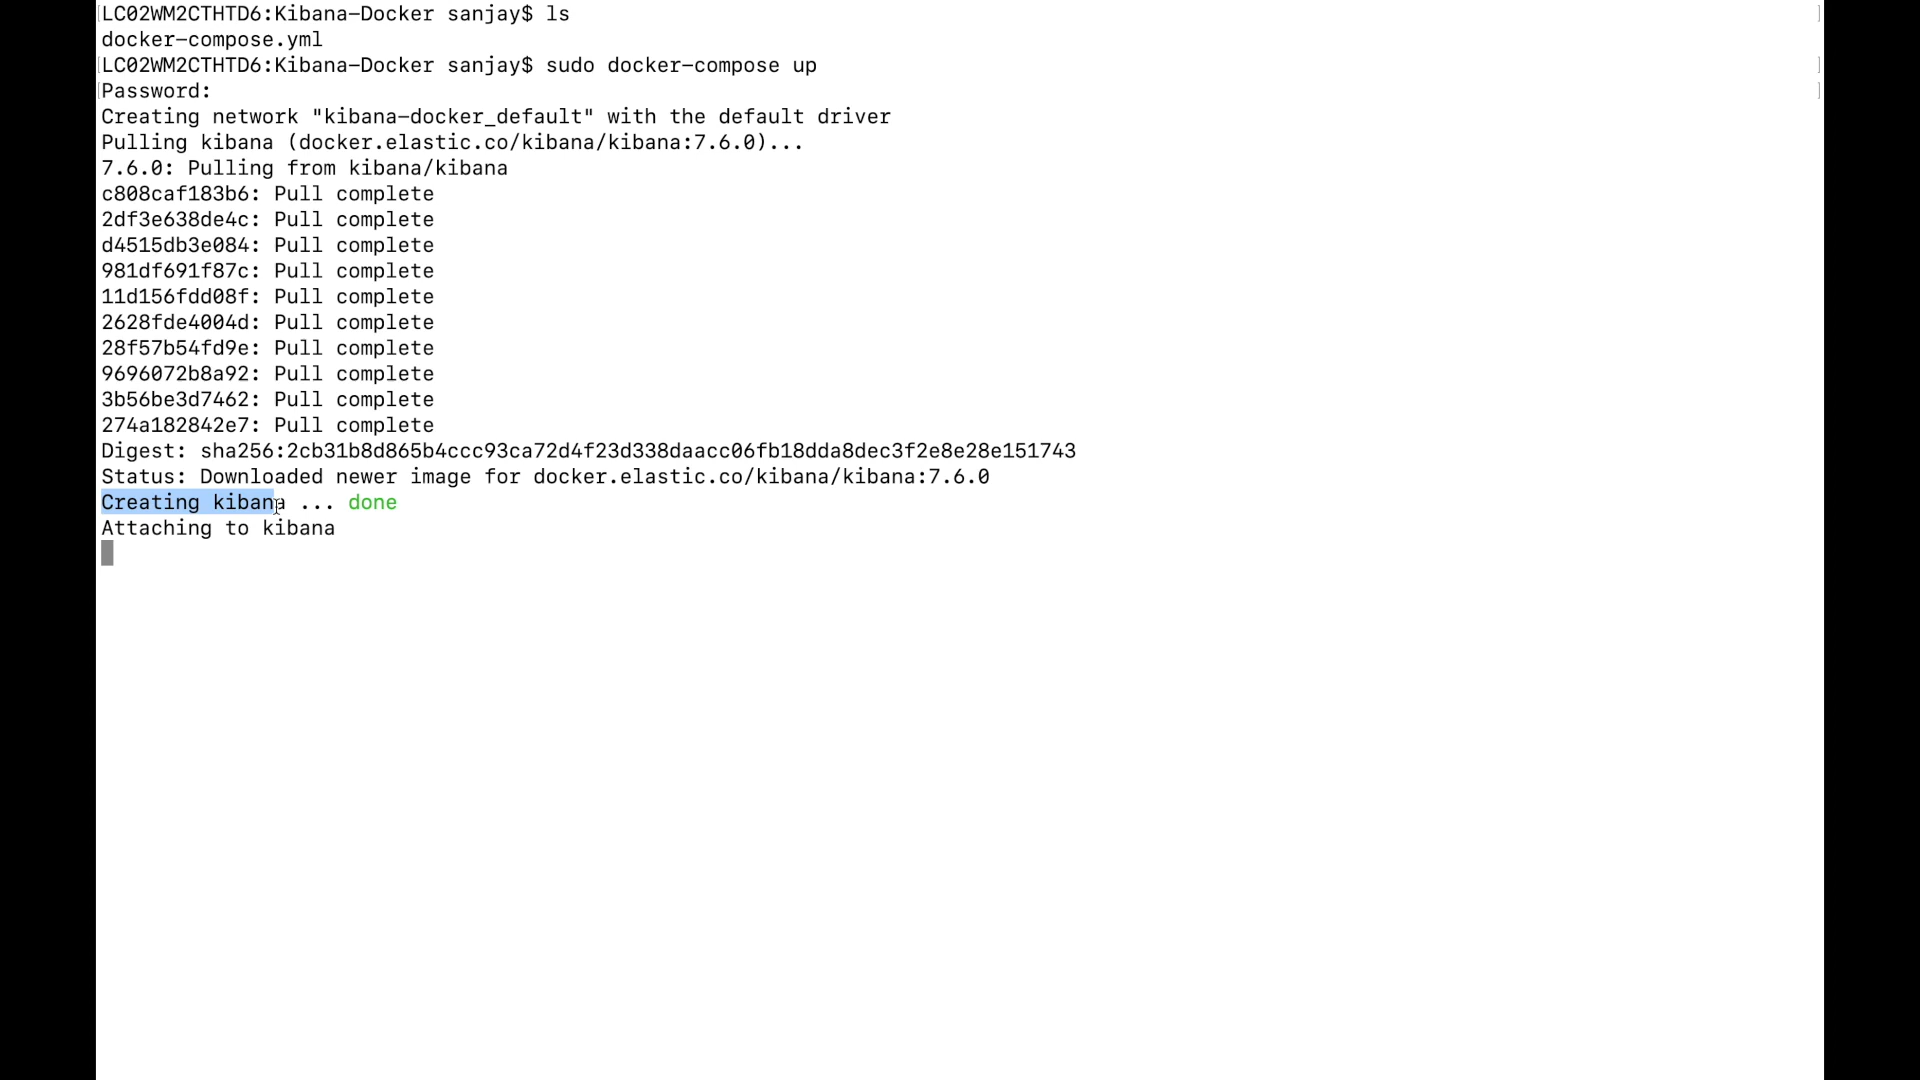 LC02WM2CTHTD6:Kibana-Docker sanjay$ ls
docker-compose.yml
LC02WM2CTHTD6:Kibana-Docker sanjay$ sudo docker-compose up
Password:
Creating network "kibana-docker_default" with the default driver
Pulling kibana (docker.elastic.co/kibana/kibana:7.6.0)...
7.6.0: Pulling from kibana/kibana
c808caf183b6: Pull complete
2df3e638de4c: Pull complete
d4515db3e084: Pull complete
981df691f87c: Pull complete
11d156fdd08f: Pull complete
2628fde4004d: Pull complete
28f57b54fd9e: Pull complete
9696072b8a92: Pull complete
3b56be3d7462: Pull complete
274a182842e7: Pull complete
Digest: sha256:2cb31b8d865b4ccc93ca72d4f23d338daacc06fb18dda8dec3f2e8e28e151743
Status: Downloaded newer image for docker.elastic.co/kibana/kibana:7.6.0
Creating kibana ... done
Attaching to kibana